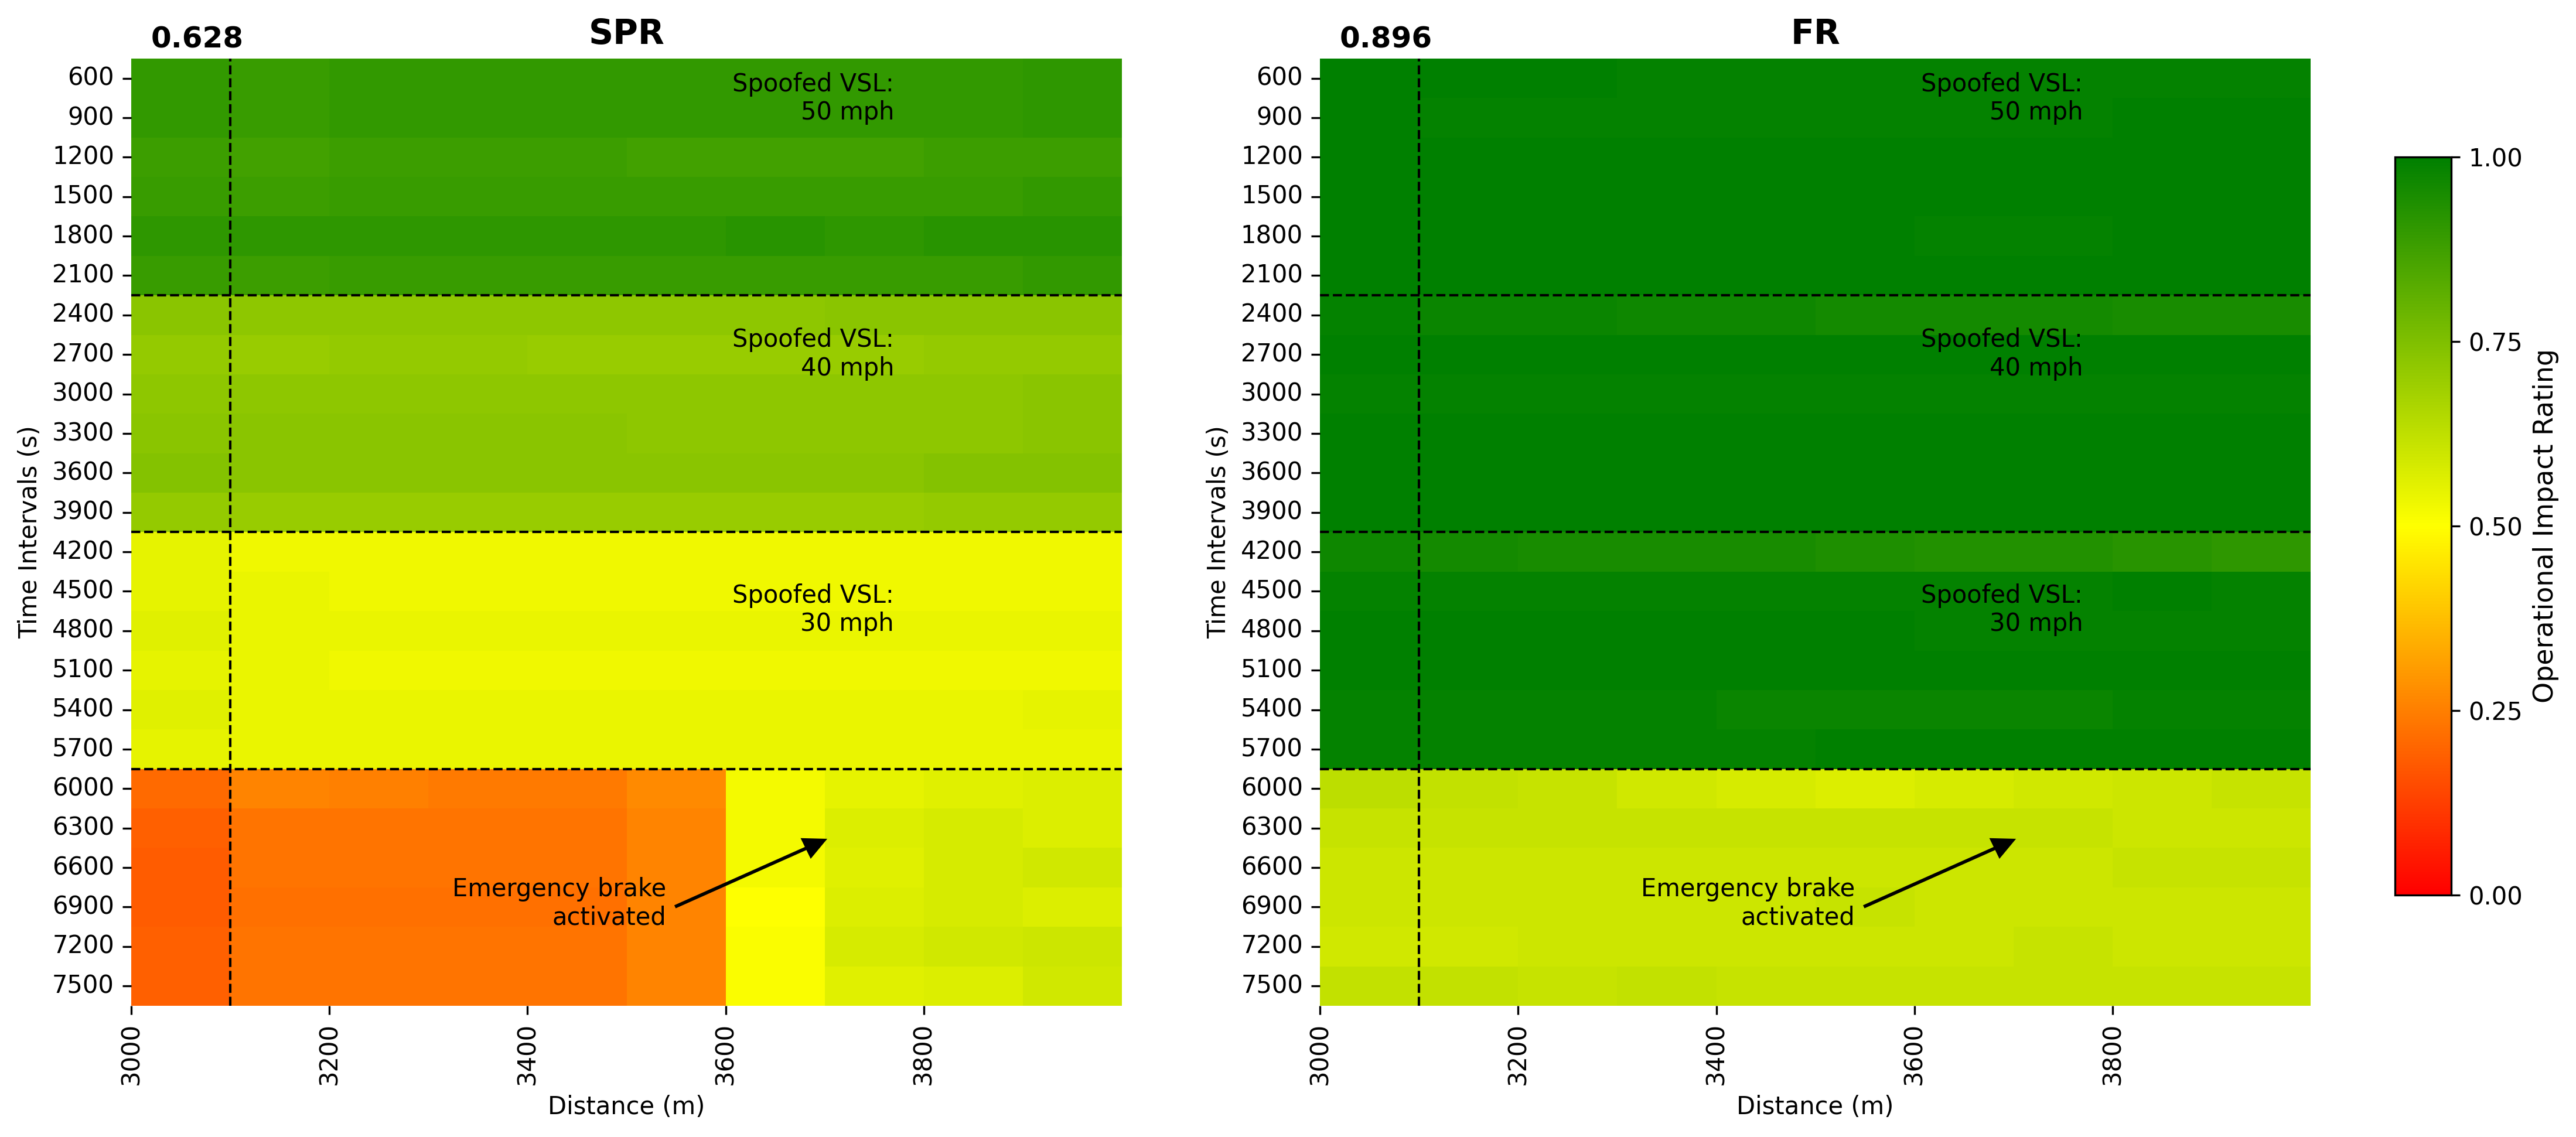 0.628
SPR
600
900
1200
1500
1800
2100
2400
2700
3000
3300
3600
3900
4200
4500
4800
5100
5400
5700
6000
6300
6600
6900
7200
7500
Time Intervals (s)
Spoofed VSL:
50 mph
Spoofed VSL:
40 mph
Spoofed VSL:
30 mph
Emergency brake
activated
3000
3200
3400
3600
3800
Distance (m)
0.896
FR
600
900
1200
1500
1800
2100
2400
2700
3000
3300
3600
3900
4200
4500
4800
5100
5400
5700
6000
6300
6600
6900
7200
7500
Time Intervals (s)
Spoofed VSL:
50 mph
Spoofed VSL:
40 mph
Spoofed VSL:
30 mph
Emergency brake
activated
3000
3200
3400
3600
3800
Distance (m)
1.00
0.75
0.50
0.25
0.00
Operational Impact Rating